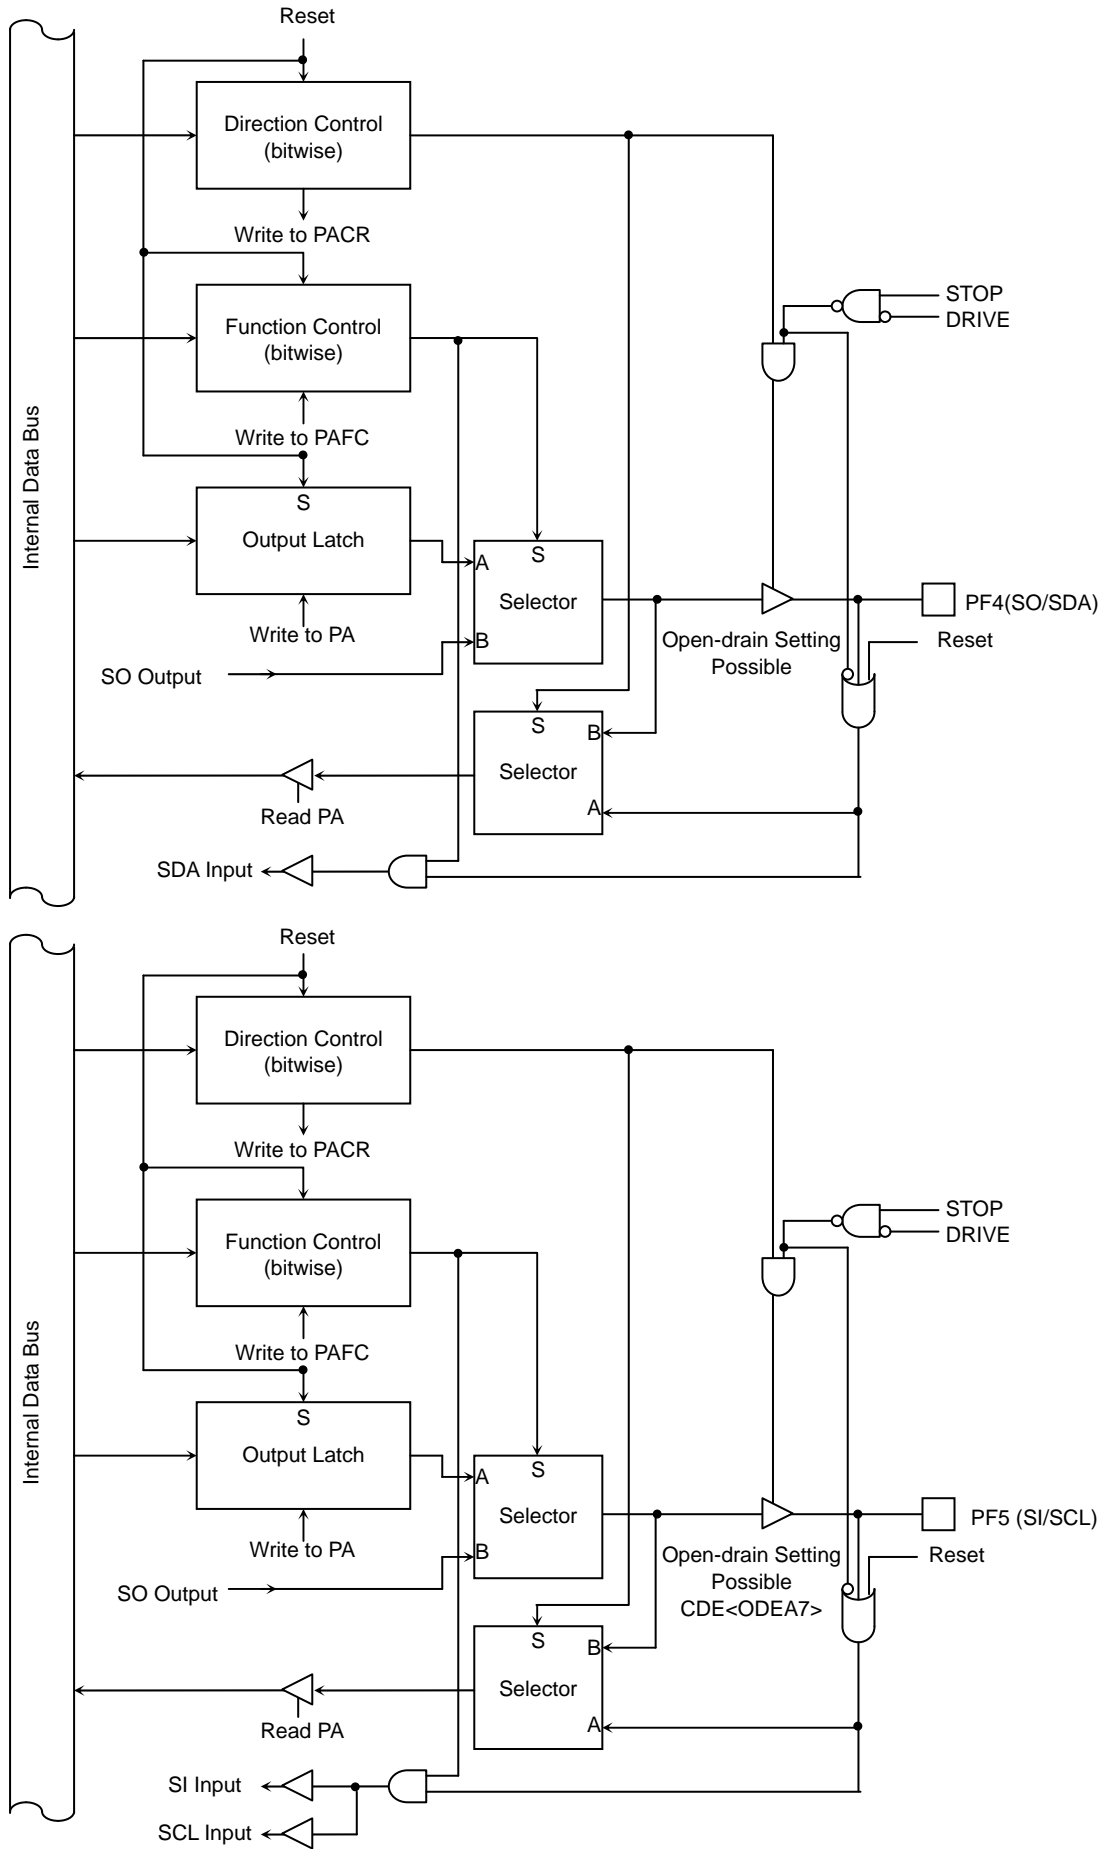 Reset
Direction Control
(bitwise)
Write to PACR
STOP
DRIVE
Function Control
(bitwise)
Write to PAFC
Internal Data Bus
S
Output Latch
A
S
Selector
B
PF4(SO/SDA)
Write to PA
Open-drain Setting
Possible
Reset
SO Output
S
B
Selector
A
Read PA
SDA Input
Reset
Direction Control
(bitwise)
Write to PACR
STOP
DRIVE
Function Control
(bitwise)
Write to PAFC
Internal Data Bus
S
Output Latch
A
S
Selector
B
PF5 (SI/SCL)
Write to PA
Open-drain Setting
Possible
CDE<ODEA7>
Reset
SO Output
S
B
Selector
A
Read PA
SI Input
SCL Input